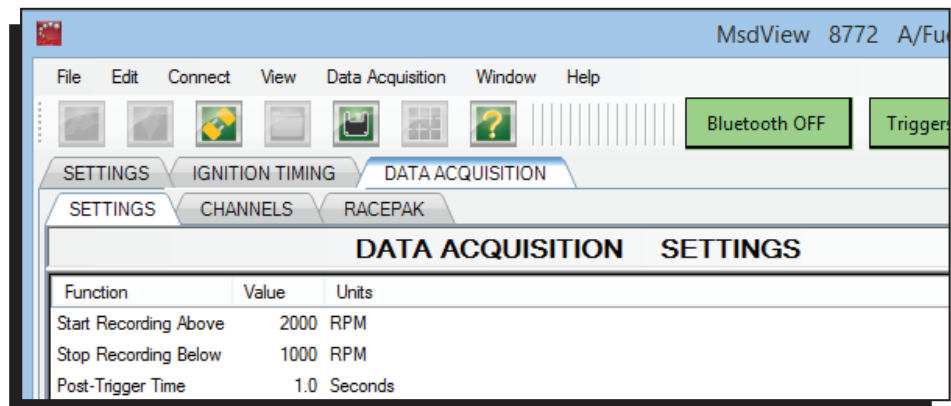 MsdView 8772 A/Fu
File Edit Connect View Data Acquisition Window Help
Bluetooth OFF Triggers
SETTINGS IGNITION TIMING DATA ACQUISITION
SETTINGS CHANNELS RACEPAK
DATA ACQUISITION SETTINGS
Function Value Units
Start Recording Above 2000 RPM
Stop Recording Below 1000 RPM
Post-Trigger Time 1.0 Seconds